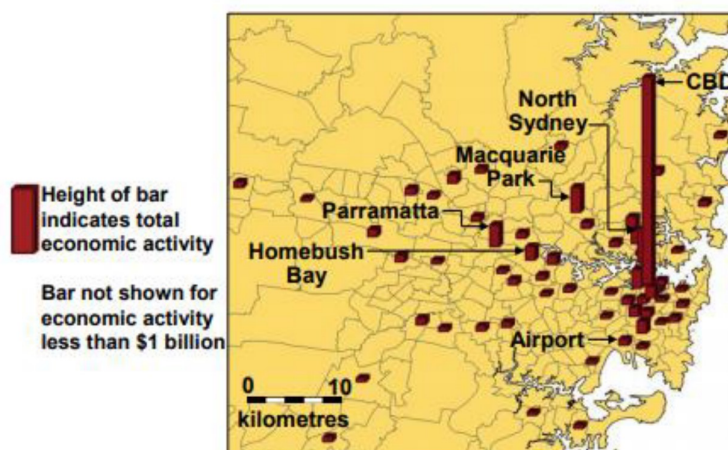 Height of bar
indicates total
economic activity
Bar not shown for
economic activity
less than $1 billion
CBD
North
Sydney
Macquarie
Park
Parramatta
Homebush
Bay
Airport
0 10
kilometres